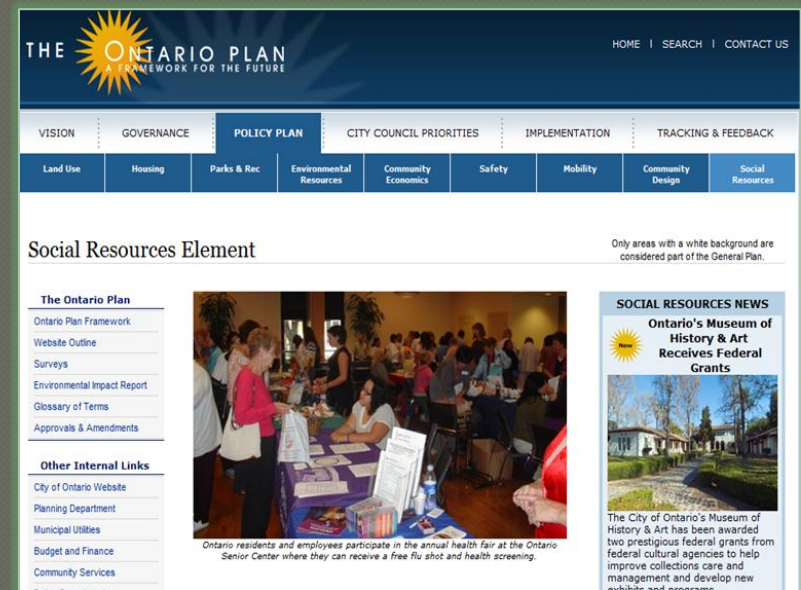 THE ONTARIO PLAN
A FRAMEWORK FOR THE FUTURE
HOME | SEARCH | CONTACT US
VISION GOVERNANCE POLICY PLAN CITY COUNCIL PRIORITIES IMPLEMENTATION TRACKING & FEEDBACK
Land Use Housing Parks & Rec Environmental Resources Community Economics Safety Mobility Community Design Social Resources
Social Resources Element
Only areas with a white background are
considered part of the General Plan.
The Ontario Plan
Ontario Plan Framework
Website Outline
Surveys
Environmental Impact Report
Glossary of Terms
Approvals & Amendments
Other Internal Links
City of Ontario Website
Planning Department
Municipal Utilities
Budget and Finance
Community Services
Ontario residents and employees participate in the annual health fair at the Ontario
Senior Center where they can receive a free flu shot and health screening.
SOCIAL RESOURCES NEWS
New
Ontario's Museum of
History & Art
Receives Federal
Grants
The City of Ontario's Museum of
History & Art has been awarded
two prestigious federal grants from
federal cultural agencies to help
improve collections care and
management and develop new
exhibits and programs